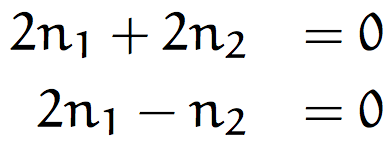 2n₁ + 2n₂ = 0
2n₁ − n₂ = 0